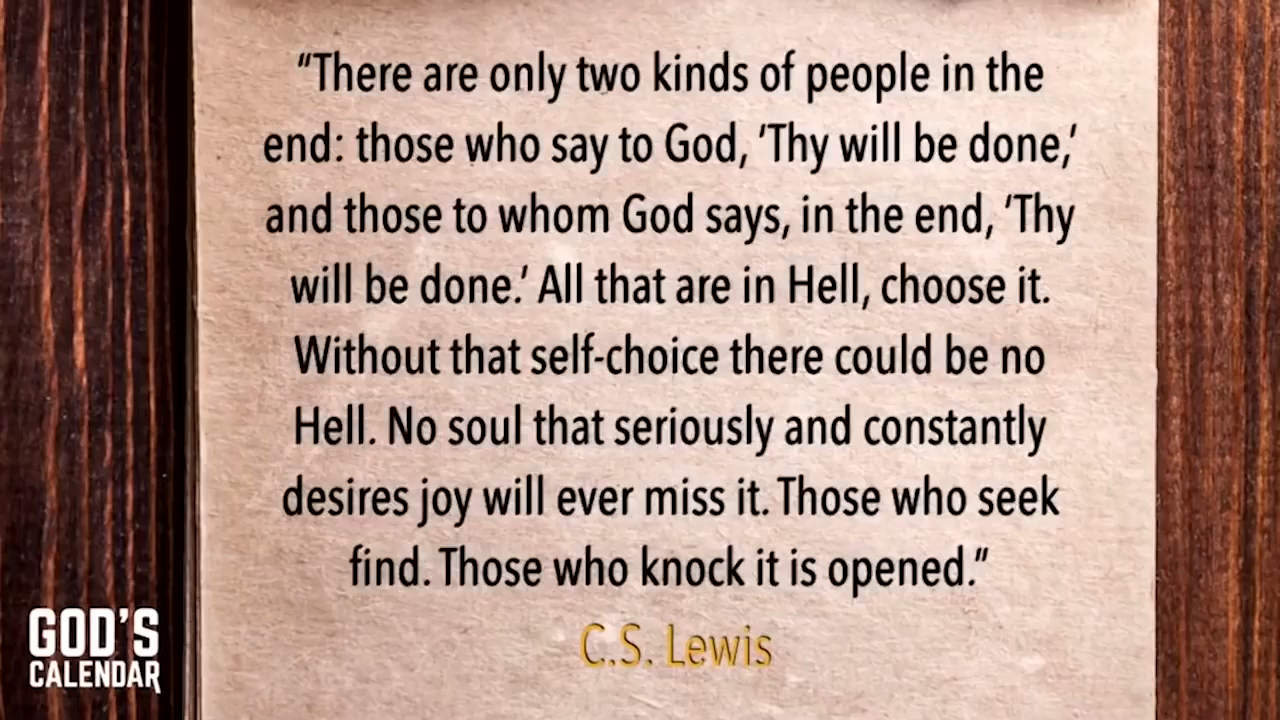 “There are only two kinds of people in the
end: those who say to God, ‘Thy will be done,’
and those to whom God says, in the end, ‘Thy
will be done.’ All that are in Hell, choose it.
Without that self-choice there could be no
Hell. No soul that seriously and constantly
desires joy will ever miss it. Those who seek
find. Those who knock it is opened.”
C.S. Lewis
GOD'S
CALENDAR